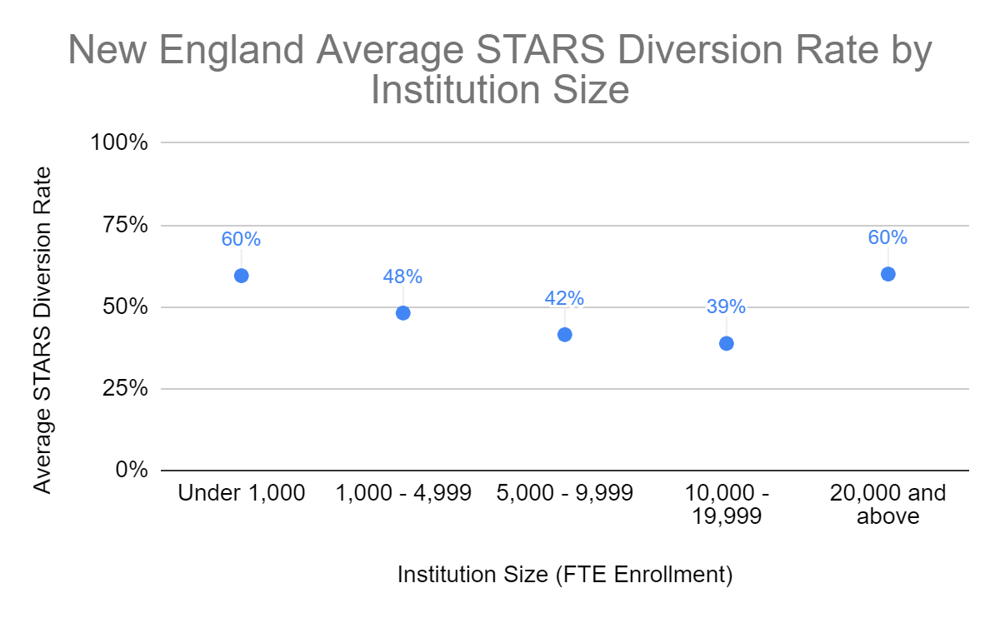 New England Average STARS Diversion Rate by
Institution Size
Average STARS Diversion Rate
100%
75%
50%
25%
0%
60%
48%
42%
39%
60%
Under 1,000
1,000 - 4,999
5,000 - 9,999
10,000 -
19,999
20,000 and
above
Institution Size (FTE Enrollment)